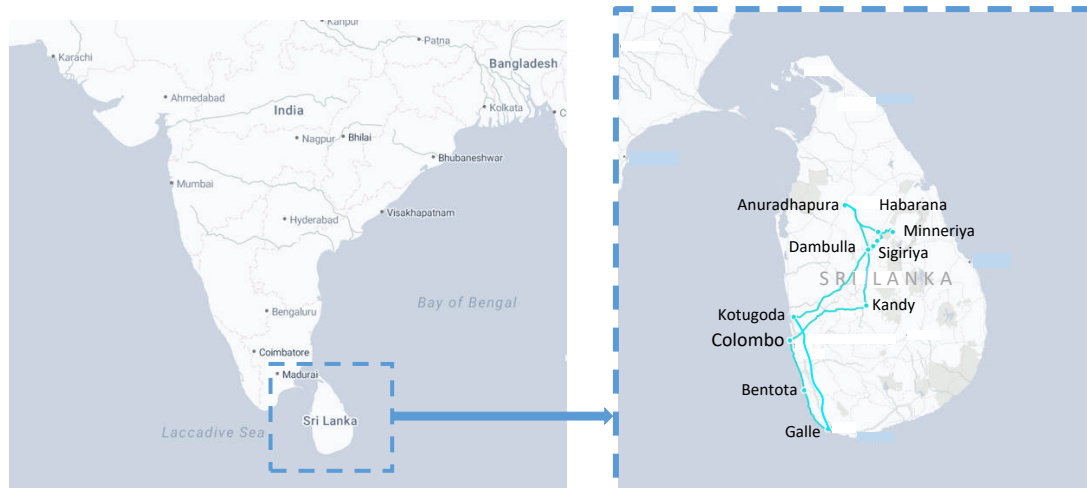 Kanpur
Patna
Karachi
Bangladesh
Ahmedabad
India
Kolkata
Nagpur
Bhilai
Bhubaneshwar
Mumbai
Visakhapatnam
Hyderabad
Bay of Bengal
Bengaluru
Coimbatore
Madurai
Sri Lanka
Laccadive Sea
Anuradhapura
Habarana
Minneriya
Dambulla
Sigiriya
SRI LANKA
Kotugoda
Kandy
Colombo
Bentota
Galle